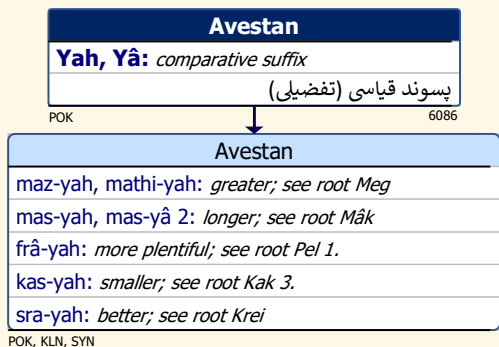 Avestan
Yah, Yâ: comparative suffix
پسوند قیاسی (تفضیلی)
POK 6086
Avestan
maz-yah, mathi-yah: greater; see root Meg
mas-yah, mas-yâ 2: longer; see root Mâk
frâ-yah: more plentiful; see root Pel 1.
kas-yah: smaller; see root Kak 3.
sra-yah: better; see root Krei
POK, KLN, SYN